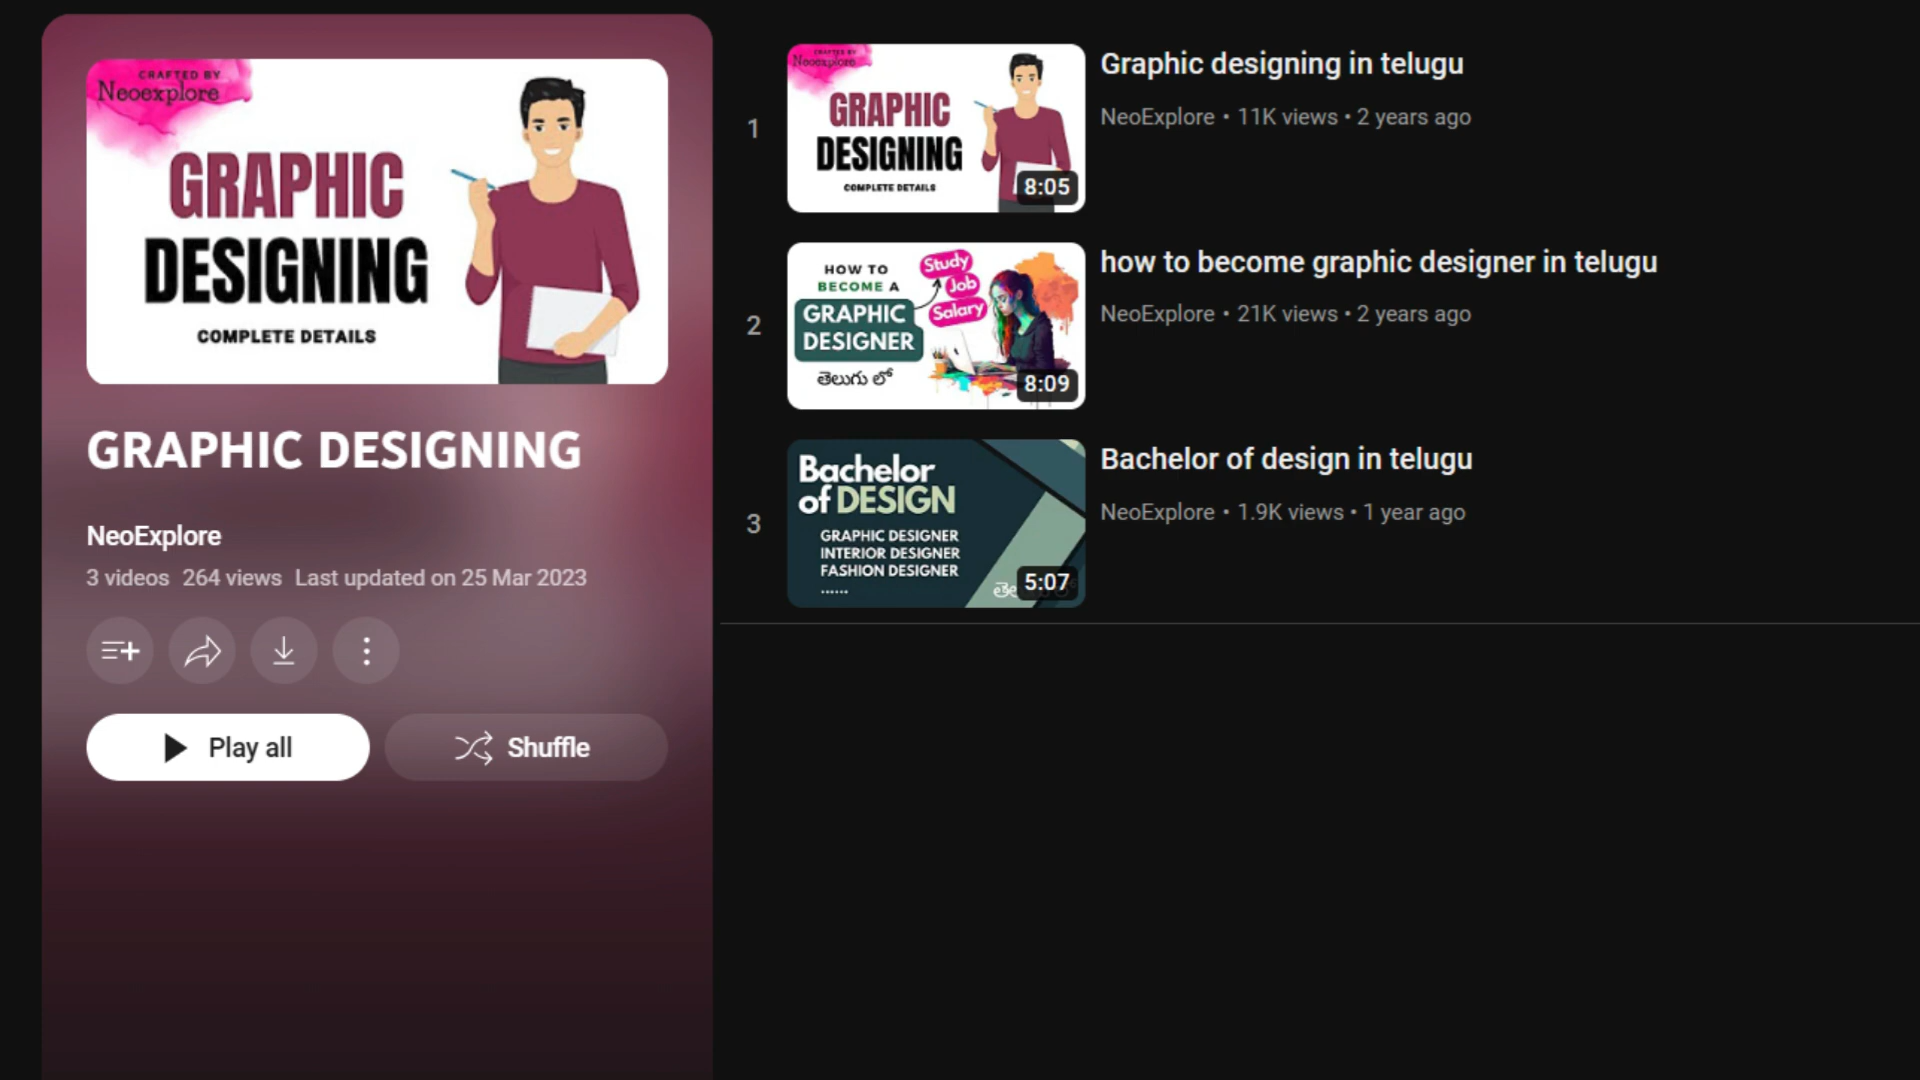 CRAFTED BY
Neoexplore
GRAPHIC
DESIGNING
COMPLETE DETAILS
GRAPHIC DESIGNING
NeoExplore
3 videos 264 views Last updated on 25 Mar 2023
Play all
Shuffle
1
CRAFTED BY
Neoexplore
GRAPHIC
DESIGNING
COMPLETE DETAILS
8:05
Graphic designing in telugu
NeoExplore • 11K views • 2 years ago
2
HOW TO
BECOME A
GRAPHIC
DESIGNER
తెలుగు లో
Study
Job
Salary
8:09
how to become graphic designer in telugu
NeoExplore • 21K views • 2 years ago
3
Bachelor
of DESIGN
GRAPHIC DESIGNER
INTERIOR DESIGNER
FASHION DESIGNER
......
5:07
Bachelor of design in telugu
NeoExplore • 1.9K views • 1 year ago